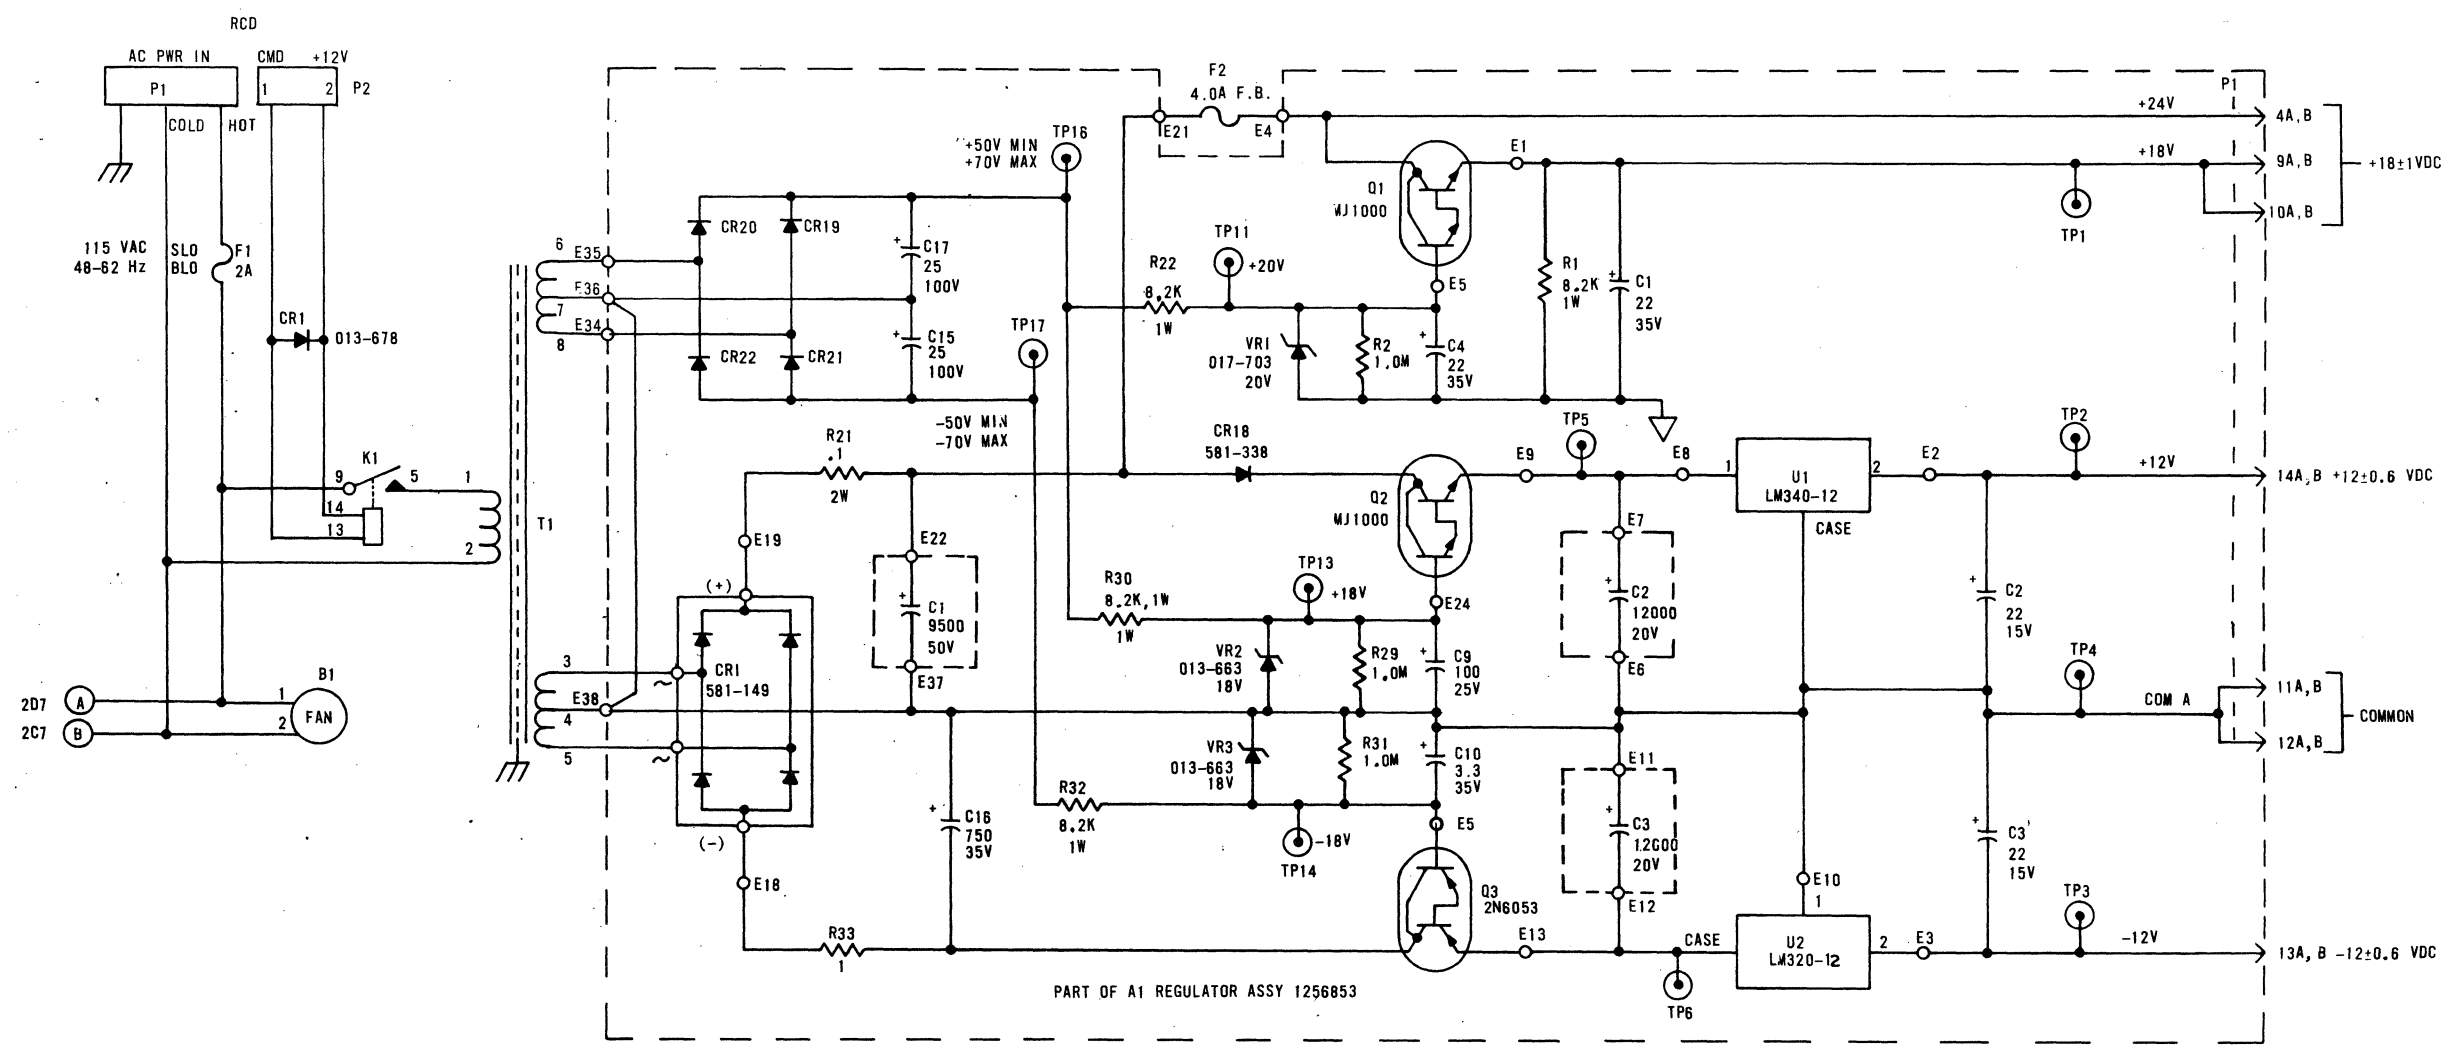 RCD
AC PWR IN
CMD
+12V
P1
1
2
P2
COLD
HOT
115 VAC
48-62 Hz
SLO
BLO
F1
2A
CR1
013-678
K1
9
5
14
13
1
2
T1
2D7
A
2C7
B
1
2
B1
FAN
6
E35
E36
7
E34
8
3
E38
4
5
CR20
CR19
CR22
CR21
+
C17
25
100V
+
C15
25
100V
+50V MIN
+70V MAX
TP16
TP17
-50V MIN
-70V MAX
R21
.1
2W
E19
(+)
~
CR1
581-149
~
(-)
E18
R33
1
E22
+
C1
9500
50V
E37
+
C16
750
35V
F2
4.0A F.B.
E21
E4
Q1
MJ1000
E1
E5
TP11
+20V
R22
8.2K
1W
VR1
017-703
20V
R2
1.0M
+
C4
22
35V
R1
8.2K
1W
+
C1
22
35V
CR18
581-338
Q2
MJ1000
E9
TP5
E8
E24
R30
8.2K,1W
1W
TP13
+18V
VR2
013-663
18V
R29
1.0M
+
C9
100
25V
E7
+
C2
12000
20V
E6
VR3
013-663
18V
R31
1.0M
+
C10
3.3
35V
R32
8.2K
1W
TP14
-18V
E5
Q3
2N6053
E13
E11
+
C3
12000
20V
E12
1
U1
LM340-12
2
CASE
E2
E10
1
CASE
U2
LM320-12
2
E3
TP6
+
C2
22
15V
+
C3
22
15V
TP1
TP2
TP4
TP3
P1
+24V
4A,B
+18V
9A,B
10A,B
+18±1VDC
+12V
14A,B +12±0.6 VDC
COM A
11A,B
12A,B
COMMON
-12V
13A,B -12±0.6 VDC
PART OF A1 REGULATOR ASSY 1256853